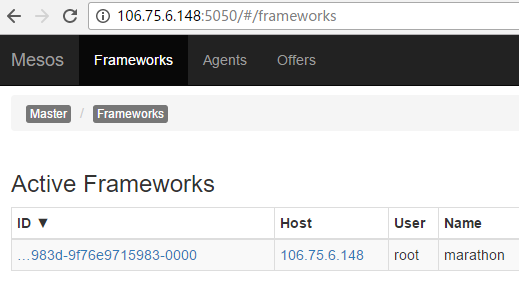 106.75.6.148:5050/#/frameworks
Mesos Frameworks Agents Offers
Master / Frameworks
Active Frameworks
ID ▼ Host User Name
…983d-9f76e9715983-0000 106.75.6.148 root marathon